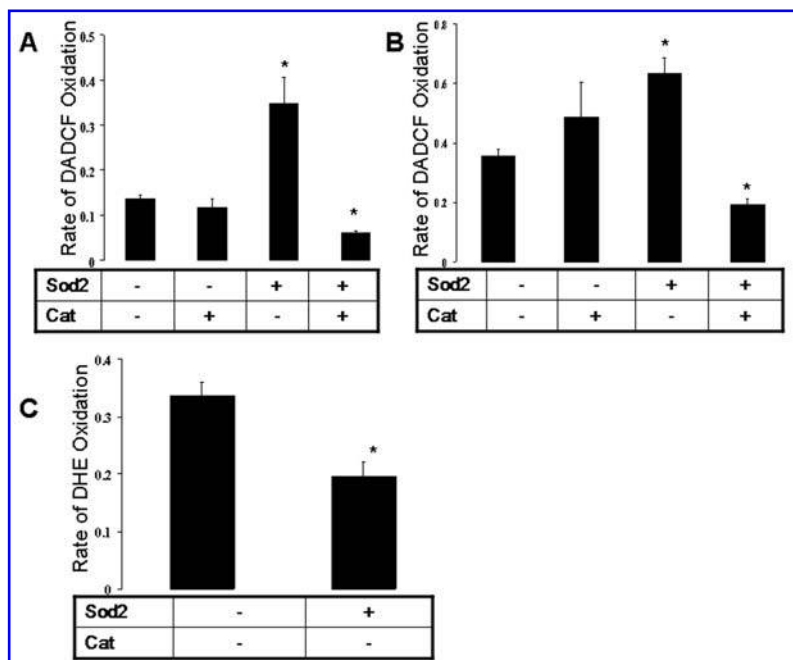 A
Rate of DADCF Oxidation
0.5
0.4
0.3
0.2
0.1
0
*
*
Sod2 - - + +
Cat - + - +
B
Rate of DADCF Oxidation
0.8
0.6
0.4
0.2
0
*
*
Sod2 - - + +
Cat - + - +
C
Rate of DHE Oxidation
0.4
0.3
0.2
0.1
0
*
Sod2 - +
Cat - -